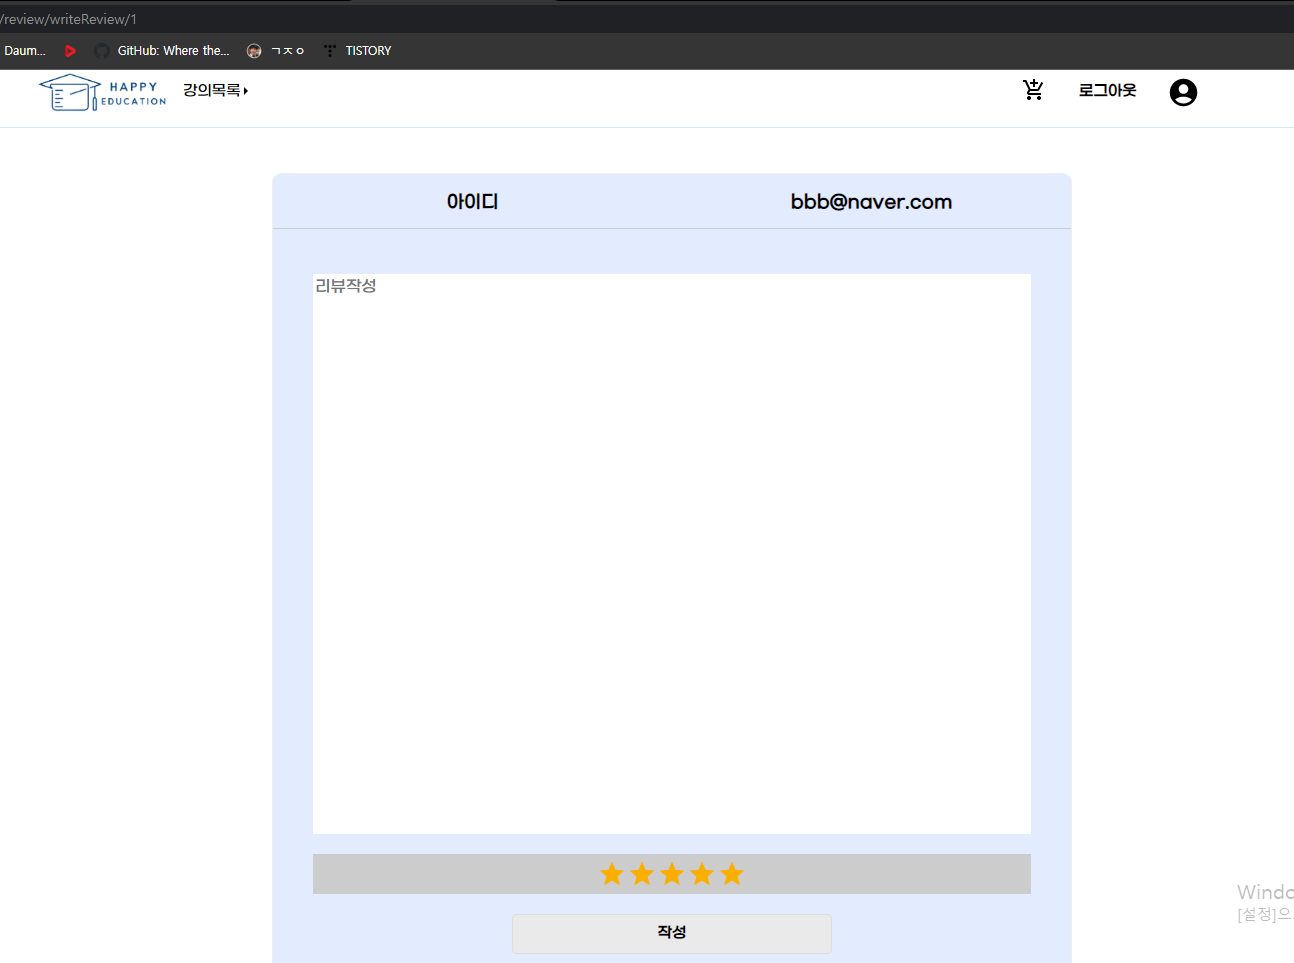 /review/writeReview/1
Daum... GitHub: Where the... ㄱㅈㅇ TISTORY
HAPPY EDUCATION 강의목록 로그아웃
아이디 bbb@naver.com
리뷰작성
작성
Windo
[설정]으